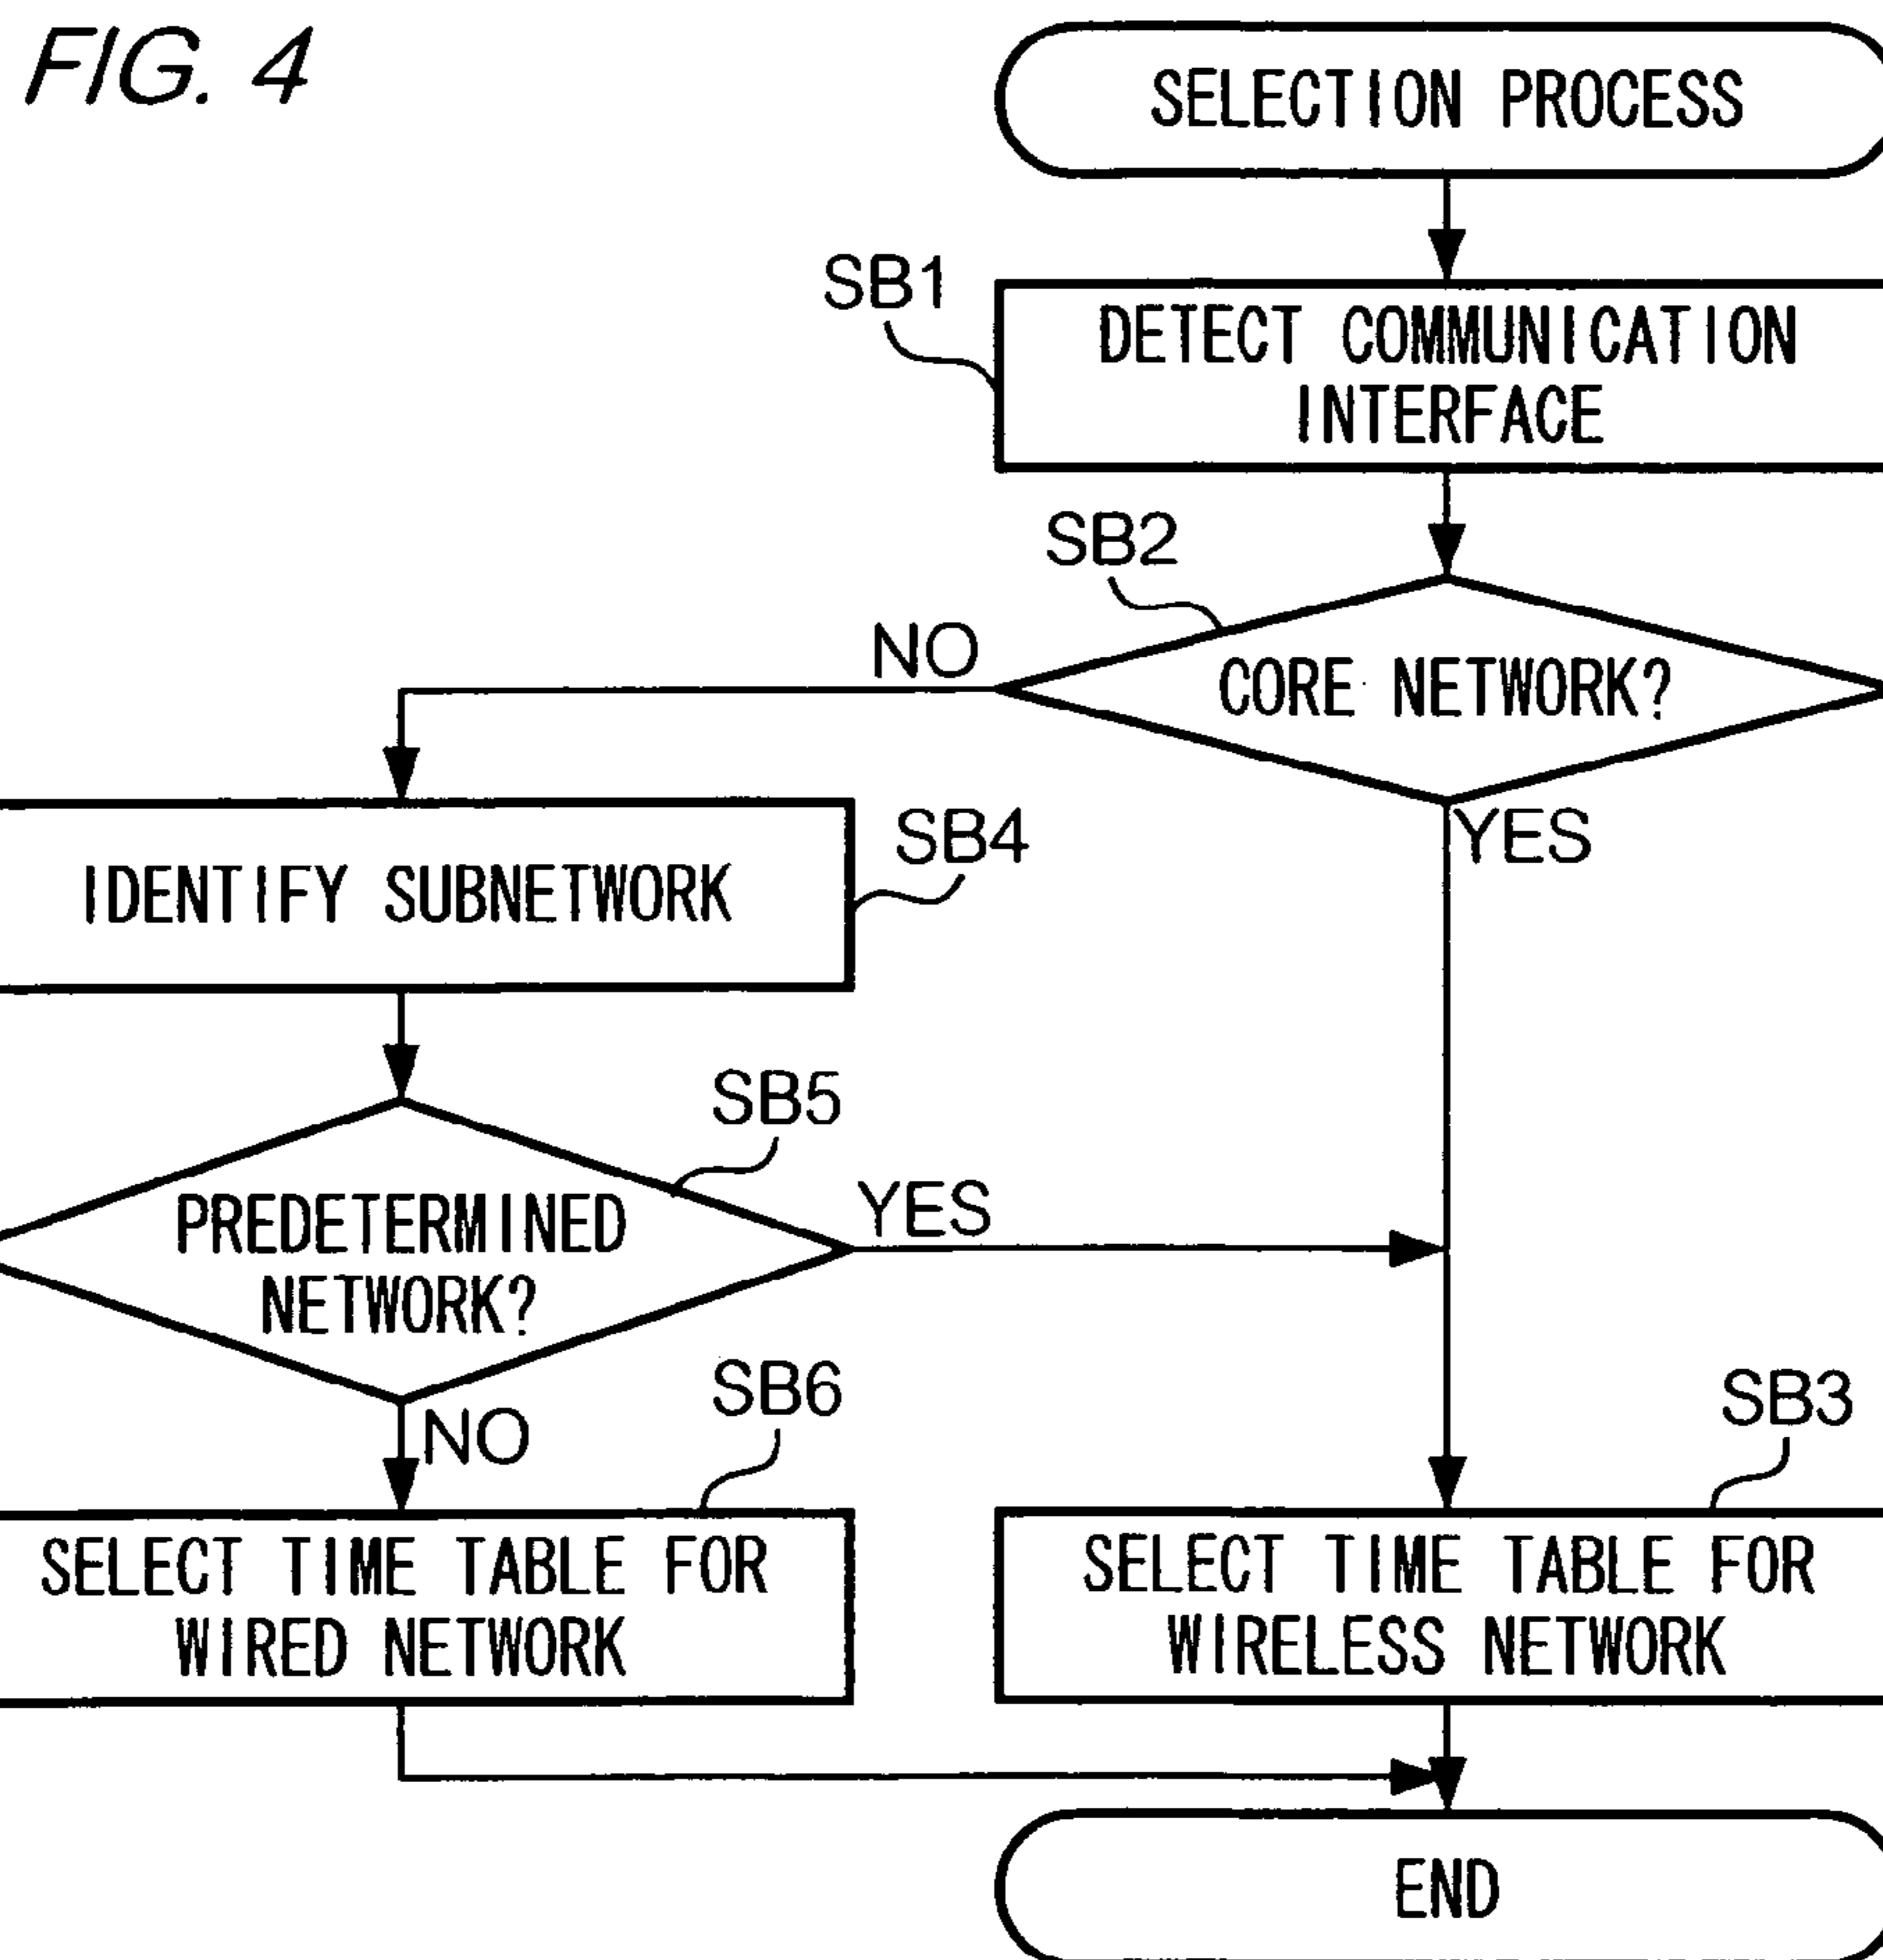 FIG. 4
SELECTION PROCESS
SB1
DETECT COMMUNICATION
INTERFACE
SB2
NO
CORE NETWORK?
YES
IDENTIFY SUBNETWORK
SB4
SB5
PREDETERMINED
NETWORK?
YES
NO
SB6
SB3
SELECT TIME TABLE FOR
WIRED NETWORK
SELECT TIME TABLE FOR
WIRELESS NETWORK
END